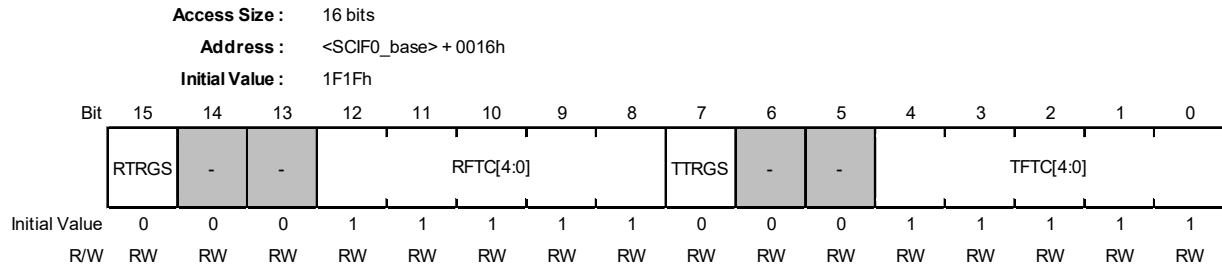 Access Size : 16 bits
Address : <SCIF0_base> + 0016h
Initial Value : 1F1Fh
Bit 15 14 13 12 11 10 9 8 7 6 5 4 3 2 1 0
RTRGS - - RFTC[4:0] TTRGS - - TFTC[4:0]
Initial Value 0 0 0 1 1 1 1 1 0 0 0 1 1 1 1 1
R/W RW RW RW RW RW RW RW RW RW RW RW RW RW RW RW RW